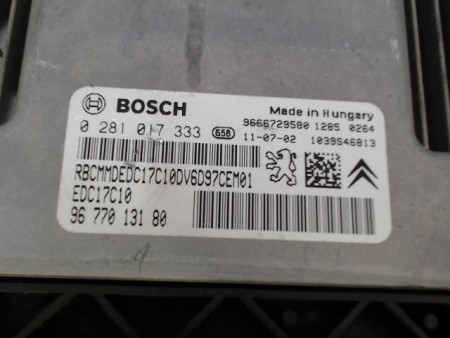 BOSCH
Made in Hungary
0 281 017 333 658
9666729580 1285 0264
11-07-02 1039S46813
RBCMMDEDC17C10DV6D97CEM01
EDC17C10
96 770 131 80